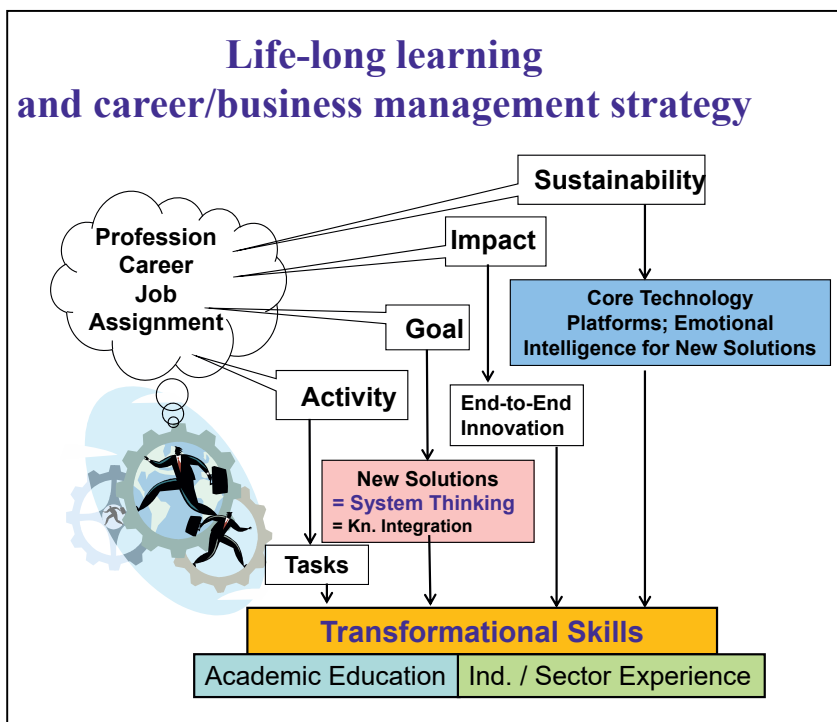 Life-long learning
and career/business management strategy
Sustainability
Profession
Career
Job
Assignment
Impact
Core Technology
Platforms; Emotional
Intelligence for New Solutions
Goal
Activity
End-to-End
Innovation
New Solutions
= System Thinking
= Kn. Integration
Tasks
Transformational Skills
Academic Education
Ind. / Sector Experience